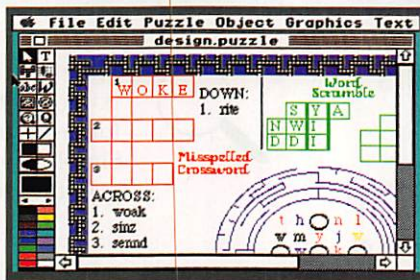 File Edit Puzzle Object Graphics Text
design.puzzle
T
abc
Q
1 W O K E
2
3
DOWN:
1. rite
Word
Scramble
S Y A
N W I
D D I
Misspelled
Crossword
ACROSS:
1. woak
2. sinz
3. sennd
t h O n l
w m y j w